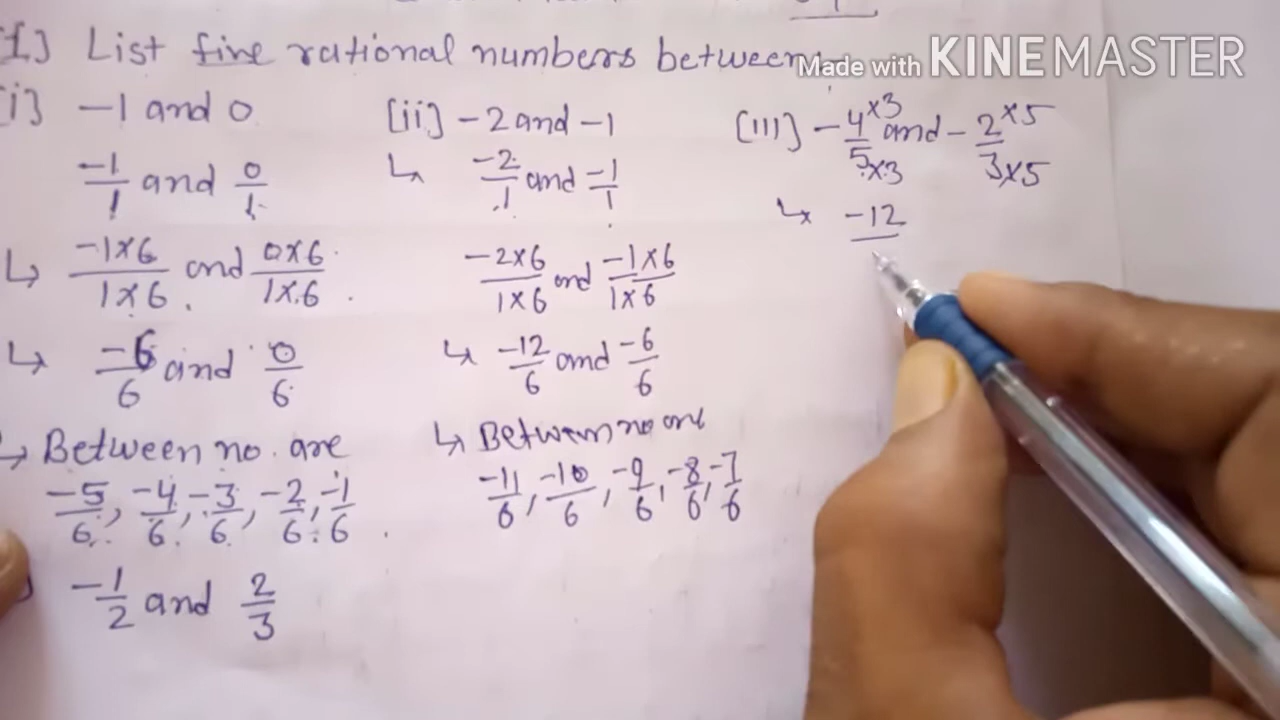 Made with KINEMASTER
1] List five rational numbers between
i] -1 and 0
-1/1 and 0/1
↳ -1×6/1×6 and 0×6/1×6
↳ -6/6 and 0/6
↳ Between no. are
-5/6, -4/6, -3/6, -2/6, -1/6
-1/2 and 2/3
[ii] -2 and -1
↳ -2/1 and -1/1
-2×6/1×6 and -1×6/1×6
↳ -12/6 and -6/6
↳ Between no are
-11/6, -10/6, -9/6, -8/6, -7/6
[iii] -4×3/5×3 and -2×5/3×5
↳ -12